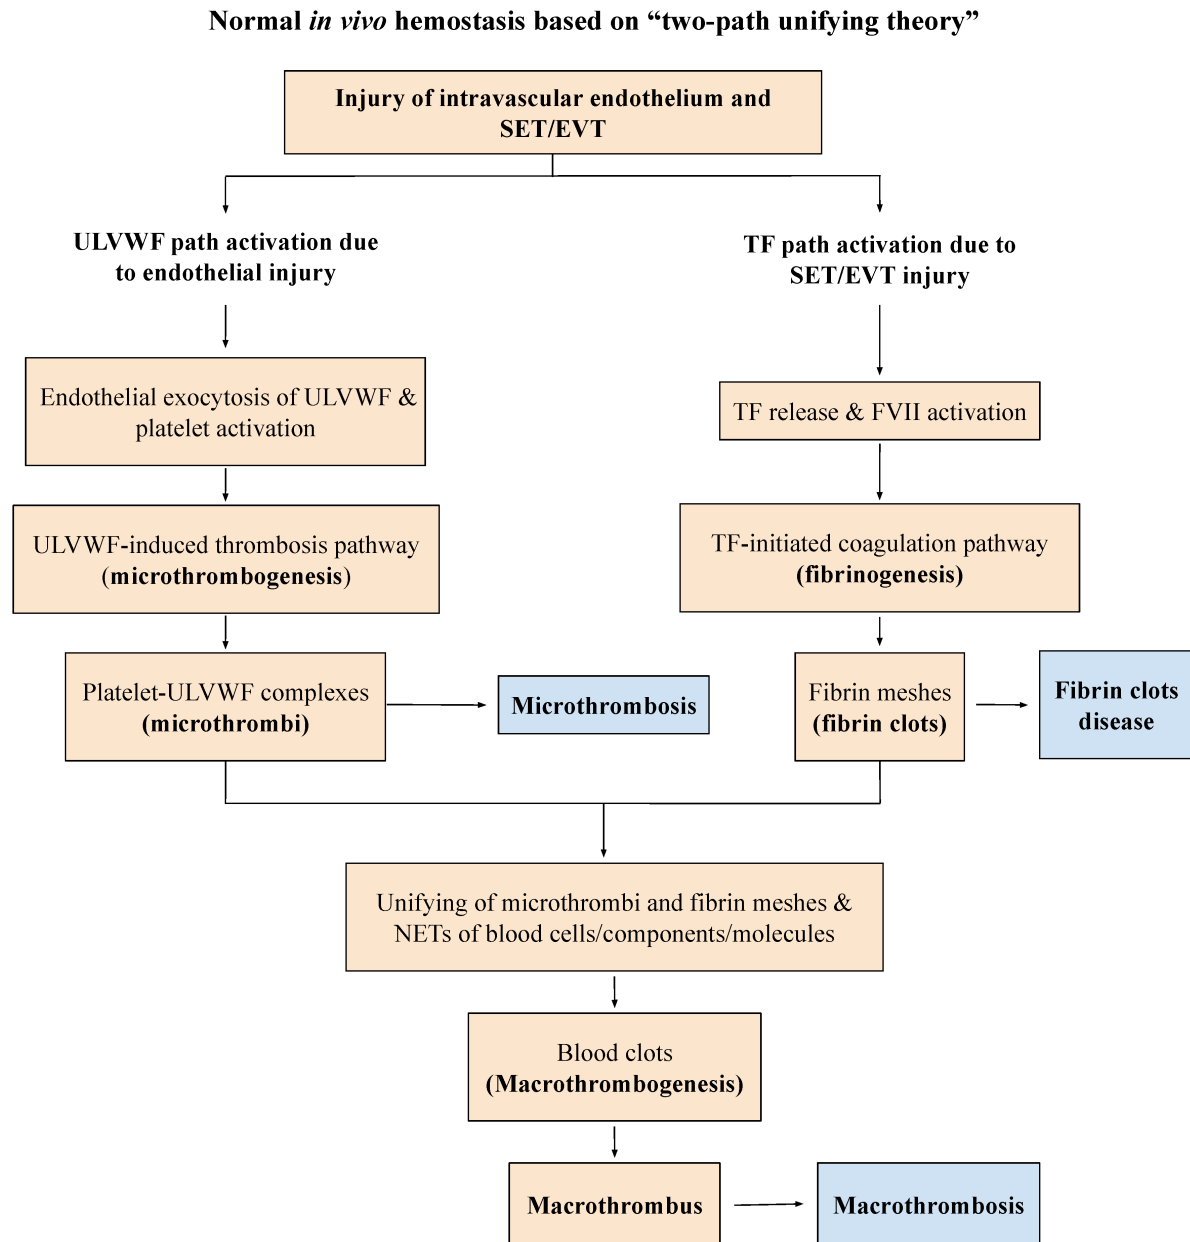 Normal in vivo hemostasis based on “two-path unifying theory”
Injury of intravascular endothelium and
SET/EVT
ULVWF path activation due
to endothelial injury
TF path activation due to
SET/EVT injury
Endothelial exocytosis of ULVWF &
platelet activation
TF release & FVII activation
ULVWF-induced thrombosis pathway
(microthrombogenesis)
TF-initiated coagulation pathway
(fibrinogenesis)
Platelet-ULVWF complexes
(microthrombi)
Microthrombosis
Fibrin meshes
(fibrin clots)
Fibrin clots
disease
Unifying of microthrombi and fibrin meshes &
NETs of blood cells/components/molecules
Blood clots
(Macrothrombogenesis)
Macrothrombus
Macrothrombosis